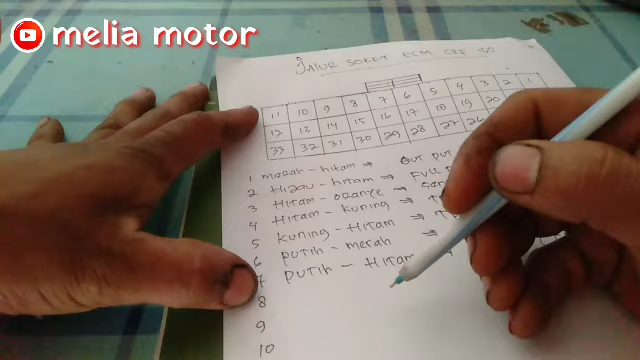 melia motor
JALUR SOKET ECM CRF 150
11 10 9 8 7 6 5 4 3 2 1
12 13 14 15 16 17 18 19 20
33 32 31 30 29 28 27 26
1 merah - hitam ⇒ OUT PUT
2 Hijau - hitam ⇒ FULL
3 Hitam - orange ⇒
4 Hitam - kuning ⇒
5 kuning - Hitam ⇒
6 PUTIH - merah ⇒
7 PUTIH - HITAM
8
9
10